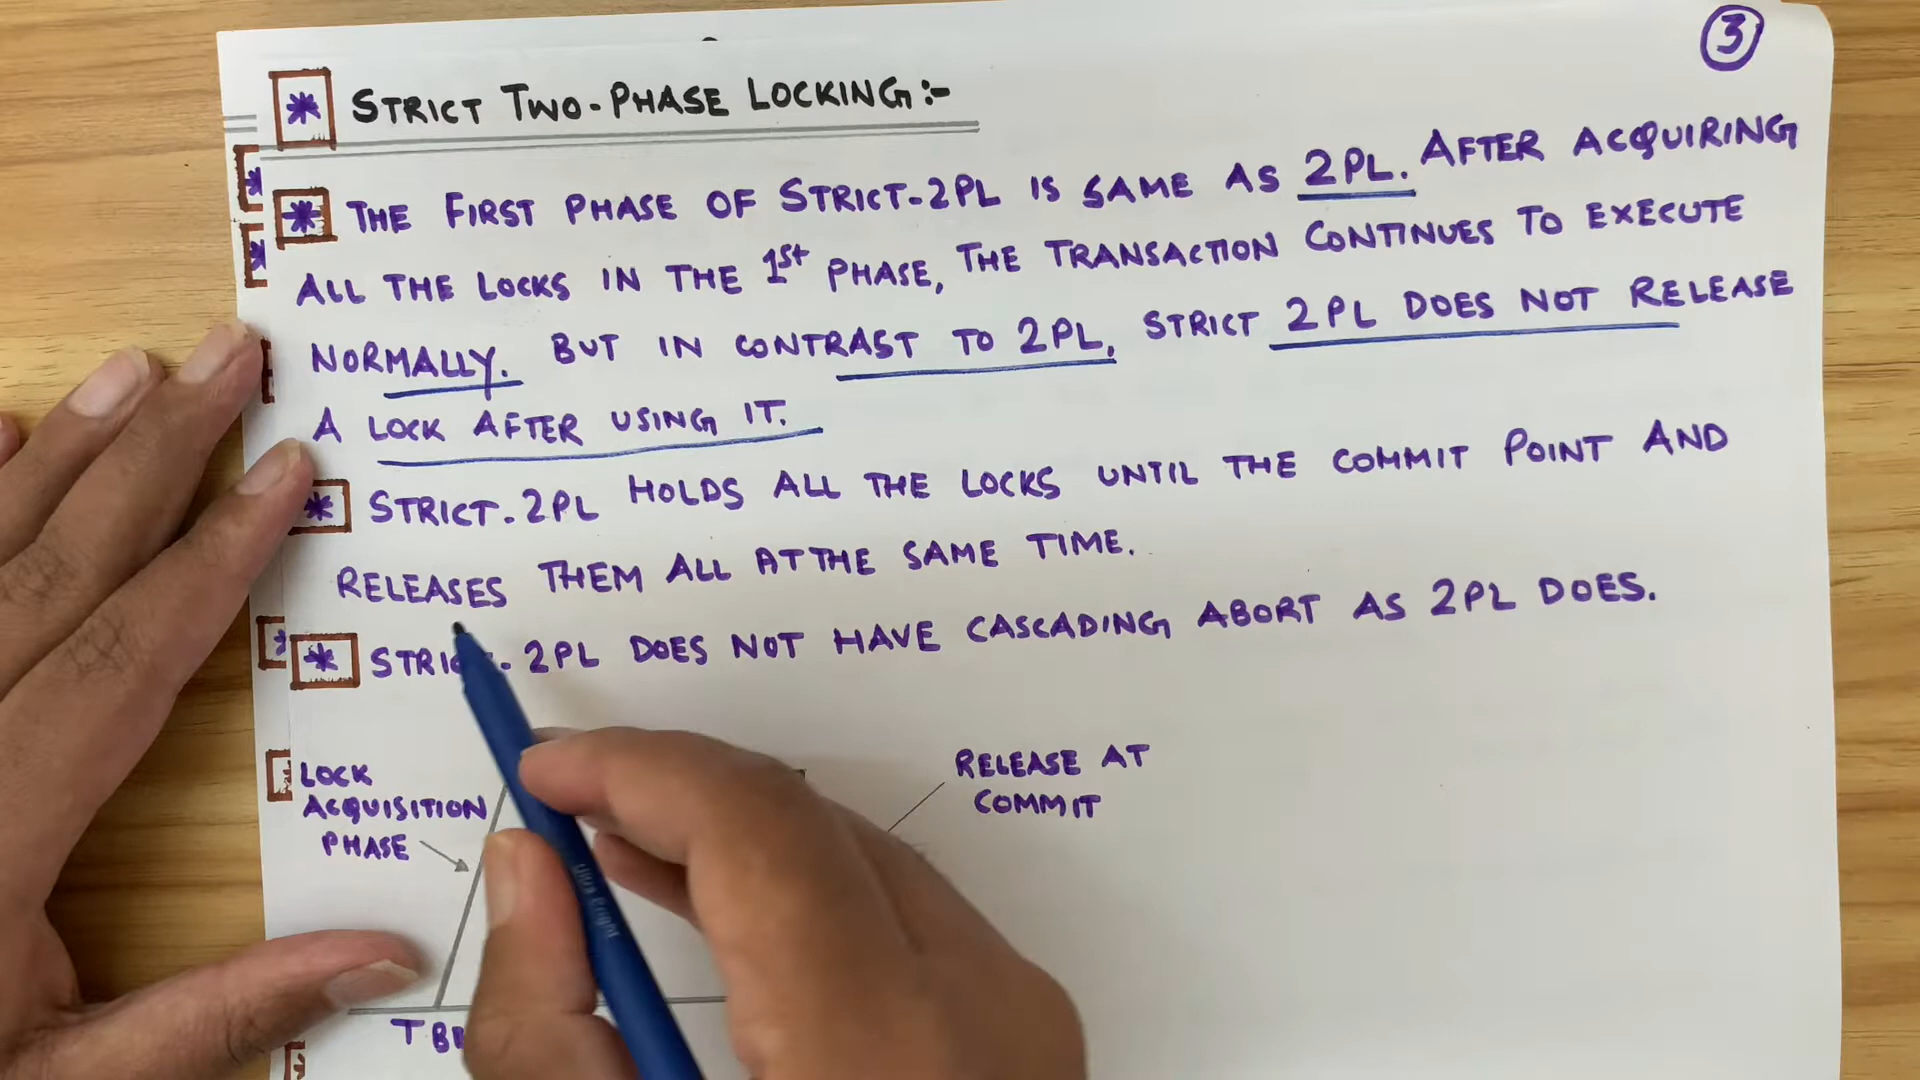 3
* STRICT TWO-PHASE LOCKING:-
* THE FIRST PHASE OF STRICT-2PL IS SAME AS 2PL. AFTER ACQUIRING
ALL THE LOCKS IN THE 1st PHASE, THE TRANSACTION CONTINUES TO EXECUTE
NORMALLY. BUT IN CONTRAST TO 2PL, STRICT 2PL DOES NOT RELEASE
A LOCK AFTER USING IT.
* STRICT-2PL HOLDS ALL THE LOCKS UNTIL THE COMMIT POINT AND
RELEASES THEM ALL AT THE SAME TIME.
* STRICT-2PL DOES NOT HAVE CASCADING ABORT AS 2PL DOES.
LOCK
ACQUISITION
PHASE
RELEASE AT
COMMIT
T